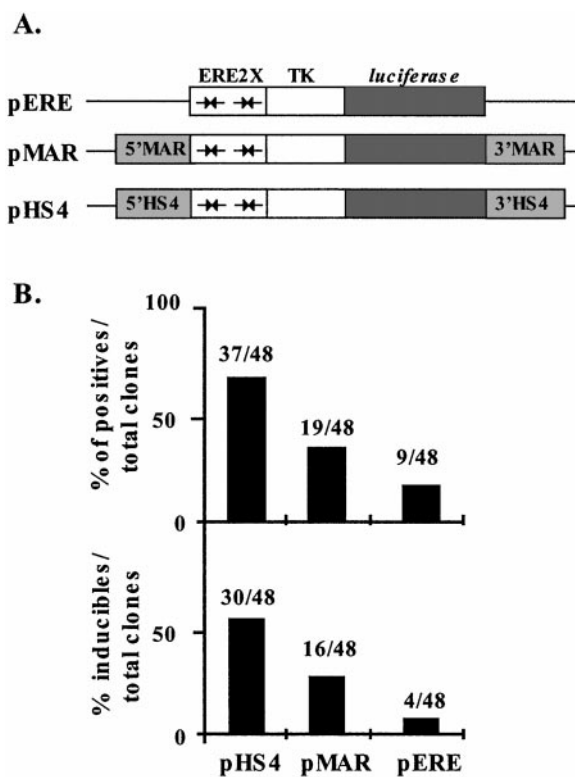 A.
ERE2X TK luciferase
pERE
pMAR 5'MAR 3'MAR
pHS4 5'HS4 3'HS4
B.
% of positives/
total clones
100
50
0
37/48
19/48
9/48
% inducibles/
total clones
50
0
30/48
16/48
4/48
pHS4 pMAR pERE